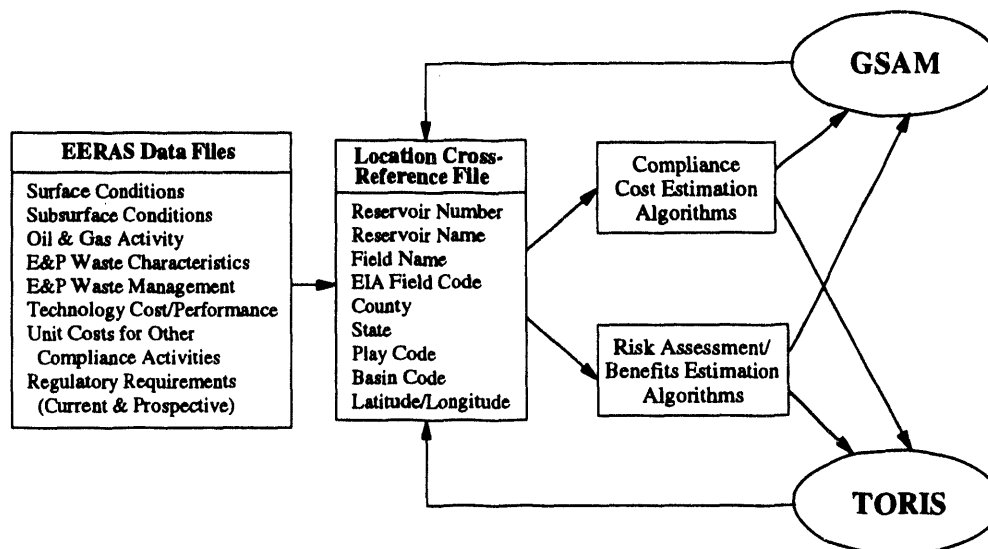 GSAM
EERAS Data Files
Surface Conditions
Subsurface Conditions
Oil & Gas Activity
E&P Waste Characteristics
E&P Waste Management
Technology Cost/Performance
Unit Costs for Other
Compliance Activities
Regulatory Requirements
(Current & Prospective)
Location Cross-
Reference File
Reservoir Number
Reservoir Name
Field Name
EIA Field Code
County
State
Play Code
Basin Code
Latitude/Longitude
Compliance
Cost Estimation
Algorithms
Risk Assessment/
Benefits Estimation
Algorithms
TORIS